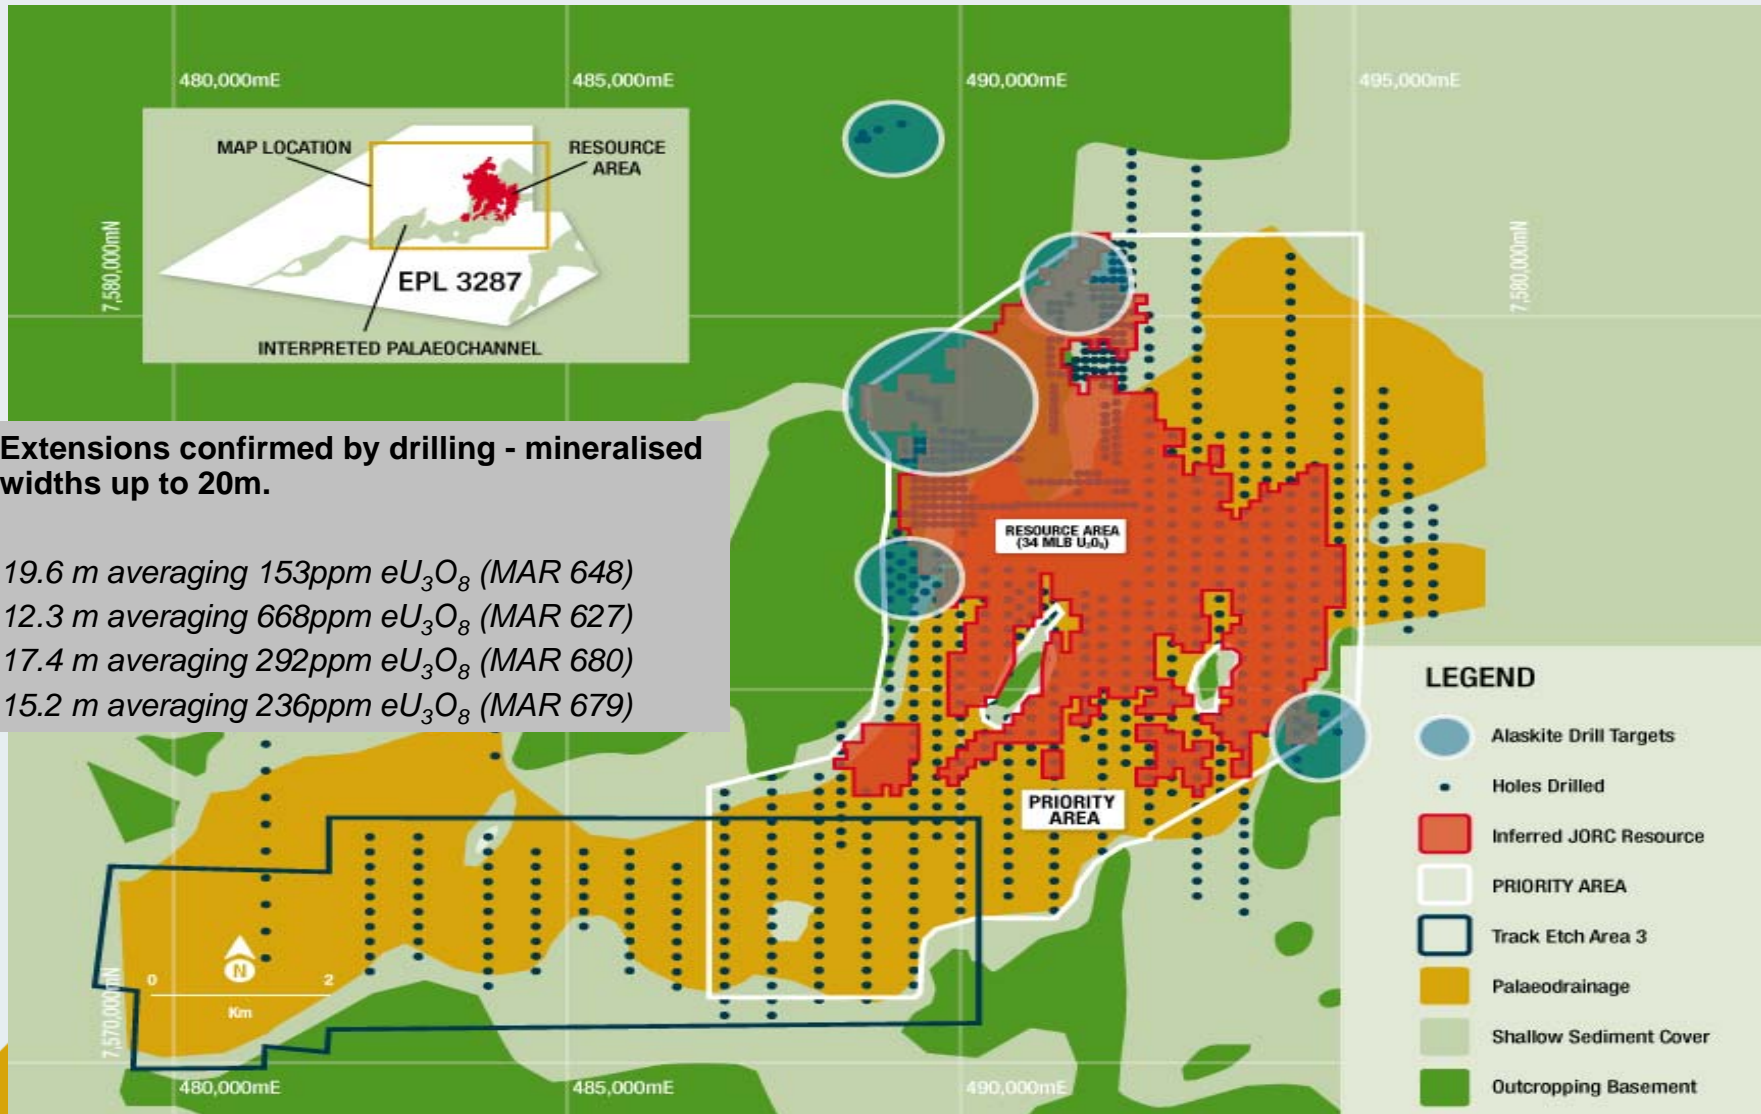 480,000mE
485,000mE
490,000mE
495,000mE
MAP LOCATION
RESOURCE
AREA
EPL 3287
INTERPRETED PALAEOCHANNEL
7,580,000mN
7,580,000mN
Extensions confirmed by drilling - mineralised
widths up to 20m.
19.6 m averaging 153ppm eU₃O₈ (MAR 648)
12.3 m averaging 668ppm eU₃O₈ (MAR 627)
17.4 m averaging 292ppm eU₃O₈ (MAR 680)
15.2 m averaging 236ppm eU₃O₈ (MAR 679)
RESOURCE AREA
(34 MLB U₃O₈)
PRIORITY
AREA
LEGEND
Alaskite Drill Targets
Holes Drilled
Inferred JORC Resource
PRIORITY AREA
Track Etch Area 3
Palaeodrainage
Shallow Sediment Cover
Outcropping Basement
N
0
2
Km
7,570,000mN
480,000mE
485,000mE
490,000mE